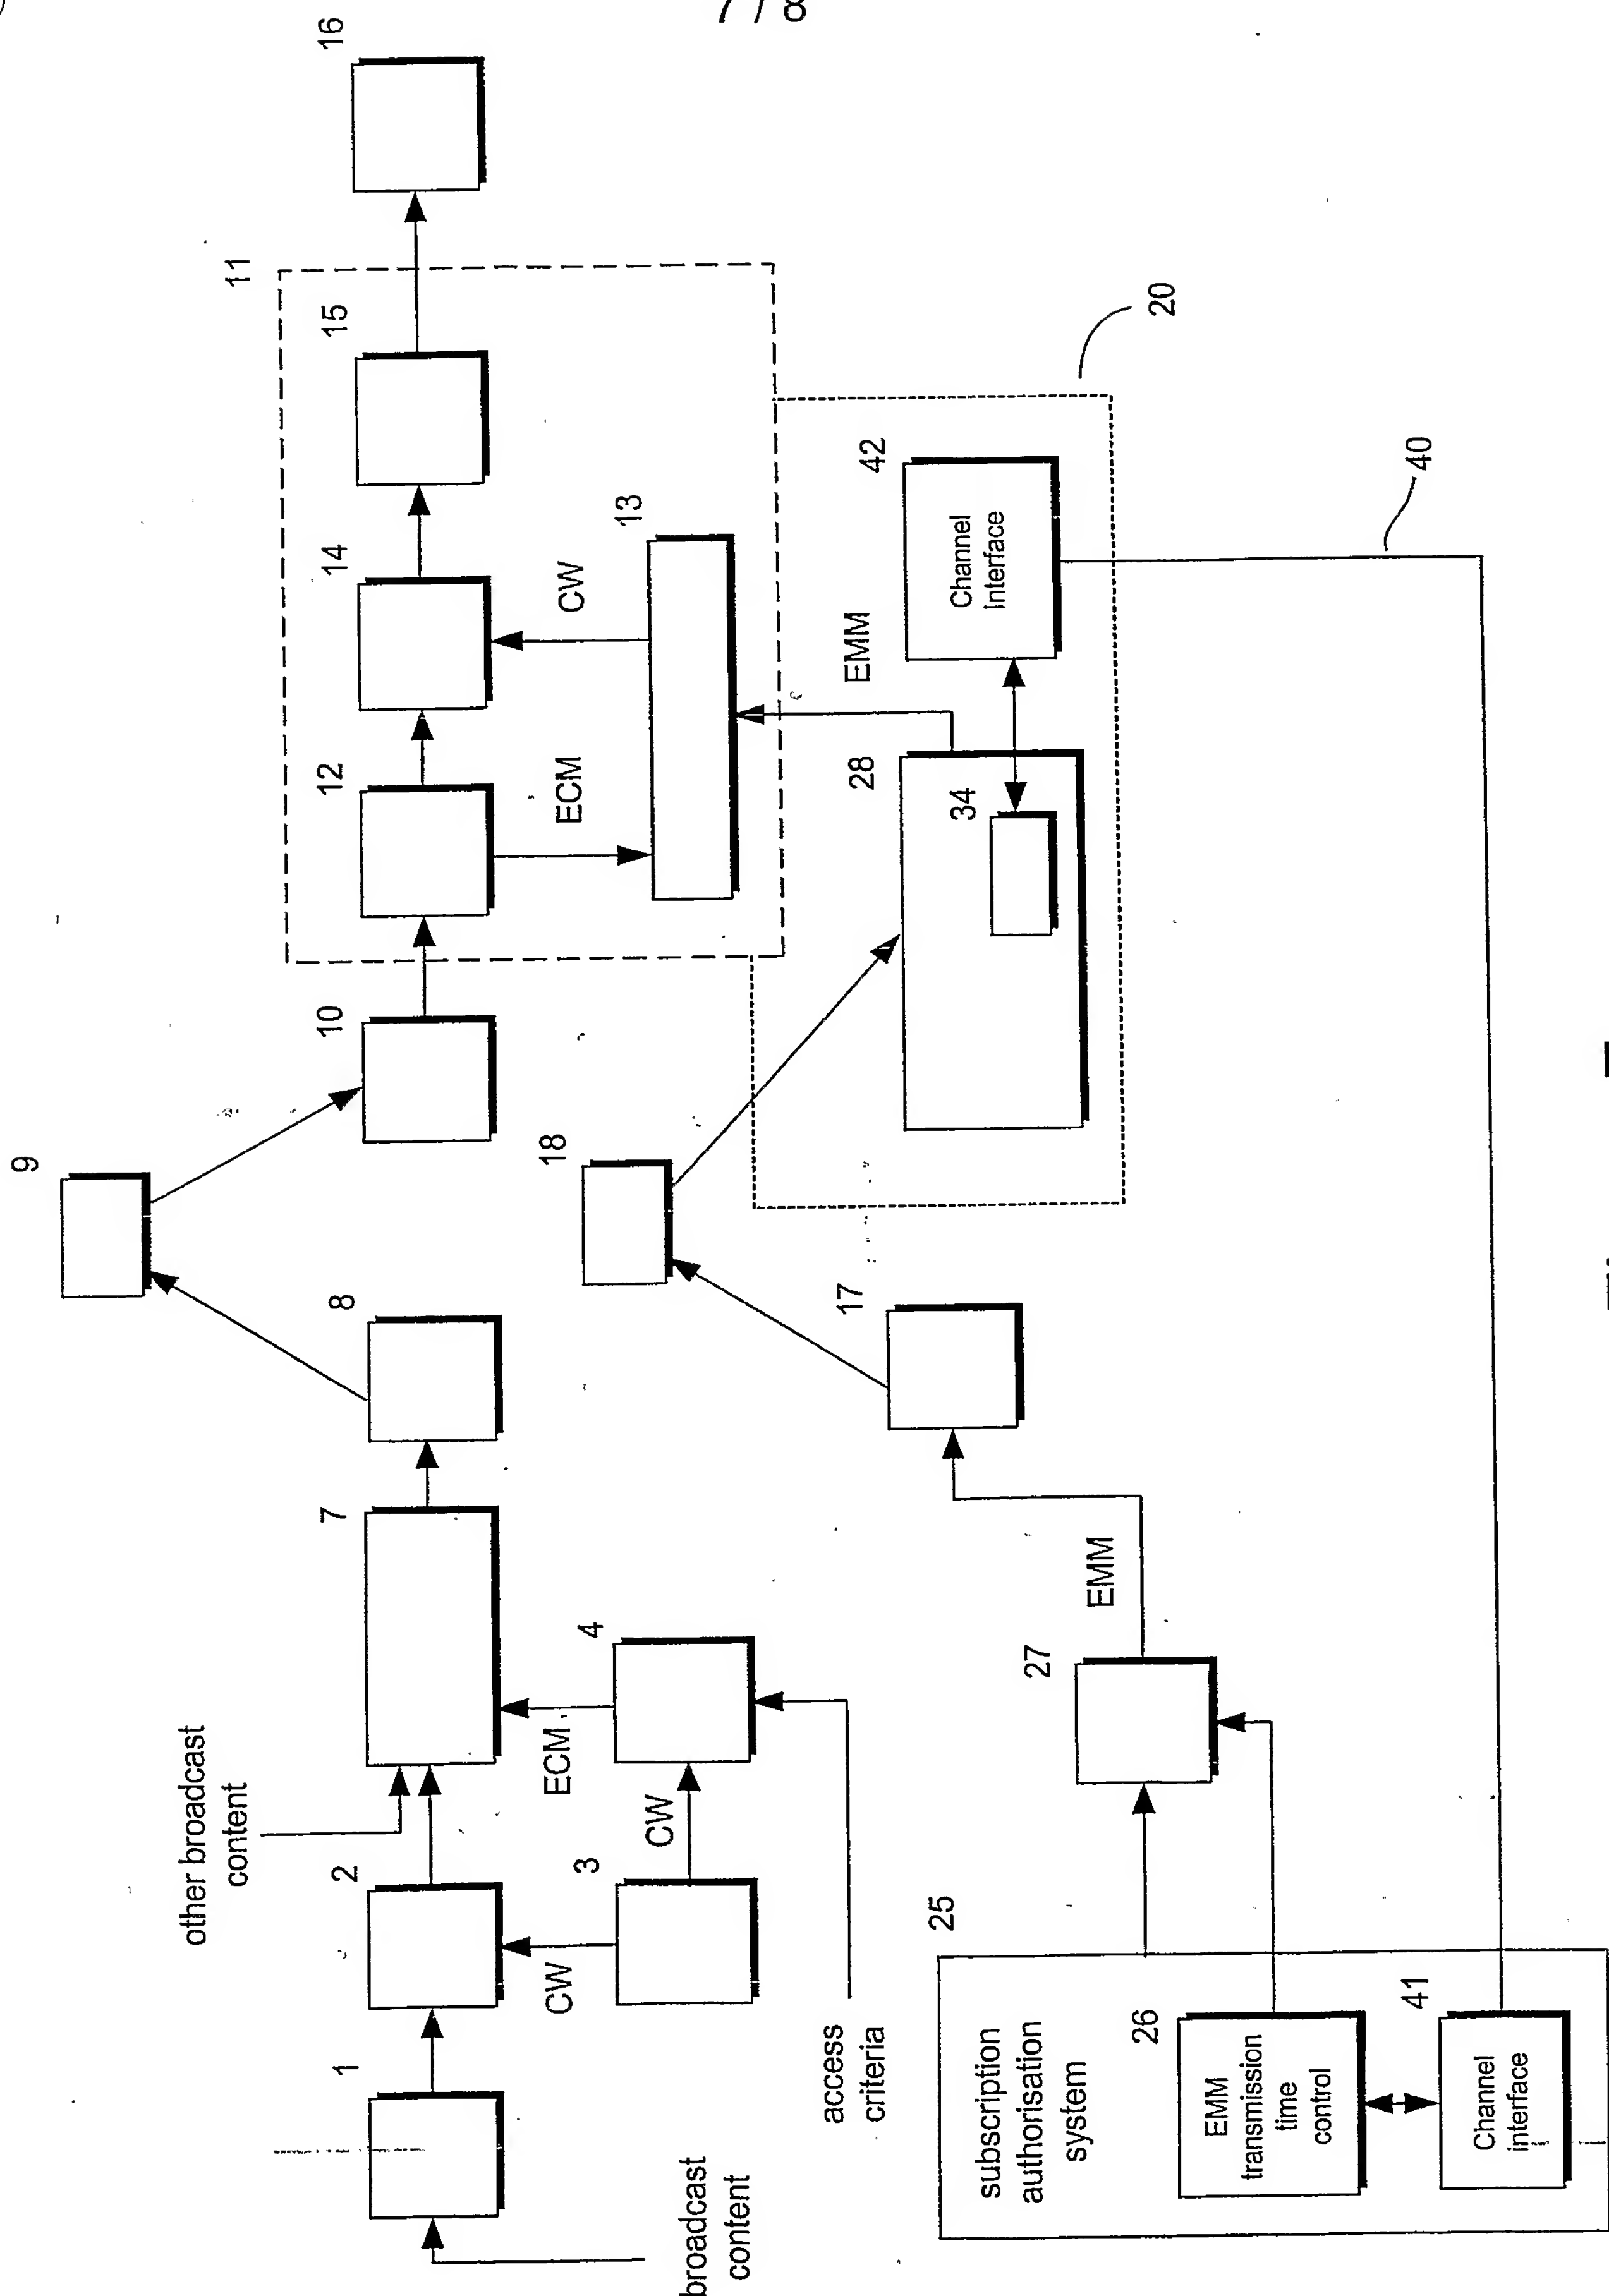 7 / 8
broadcast
content
1
2
other broadcast
content
CW
3
CW
access
criteria
ECM
4
7
8
9
10
11
12
ECM
13
CW
14
15
16
subscription
authorisation
system
25
EMM
transmission
time
control
26
Channel
interface
41
27
EMM
17
18
28
34
EMM
Channel
Interface
42
20
40